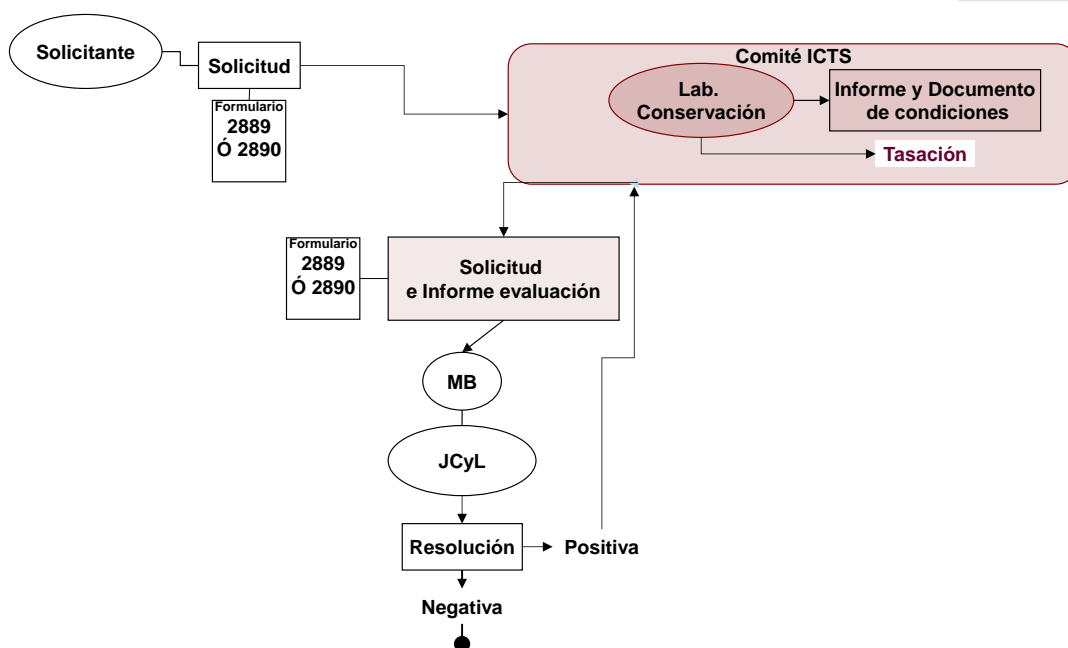 Solicitante
Solicitud
Formulario
2889
Ó 2890
Comité ICTS
Lab.
Conservación
Informe y Documento
de condiciones
Tasación
Formulario
2889
Ó 2890
Solicitud
e Informe evaluación
MB
JCyL
Resolución
Positiva
Negativa